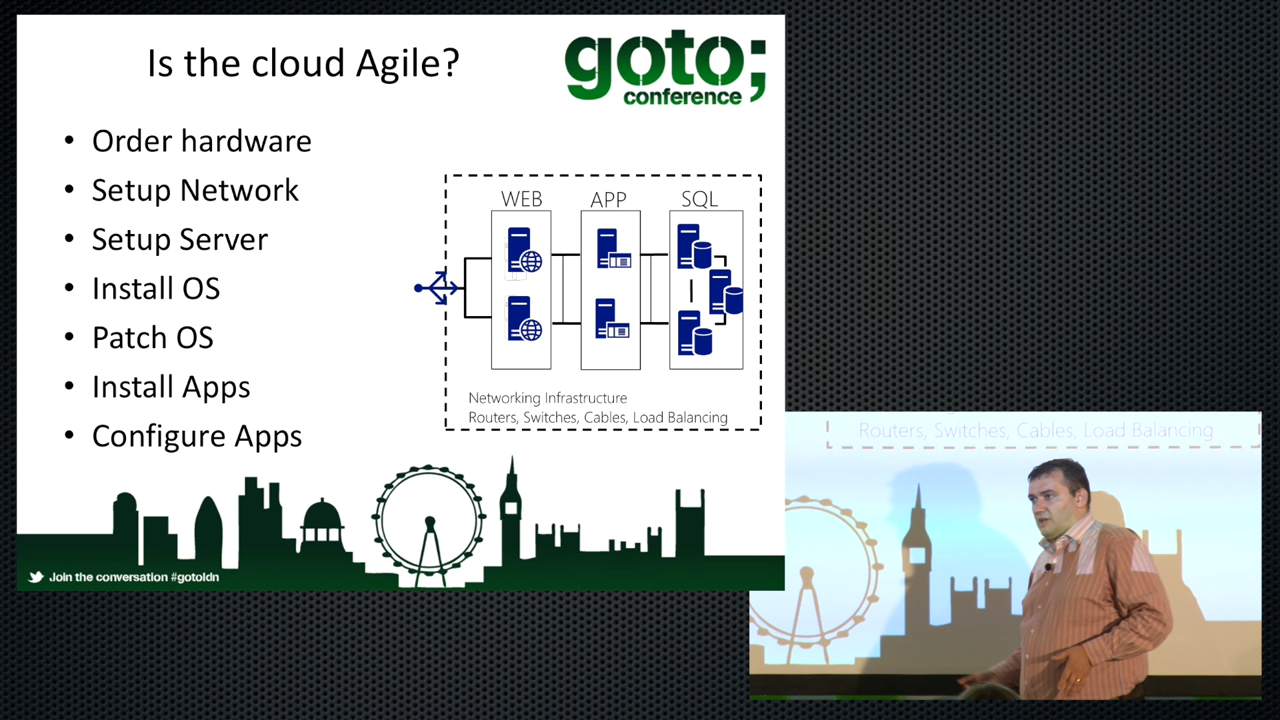 Is the cloud Agile?
goto;
conference
• Order hardware
• Setup Network
• Setup Server
• Install OS
• Patch OS
• Install Apps
• Configure Apps
WEB APP SQL
Networking Infrastructure
Routers, Switches, Cables, Load Balancing
Join the conversation #gotoldn
Routers, Switches, Cables, Load Balancing